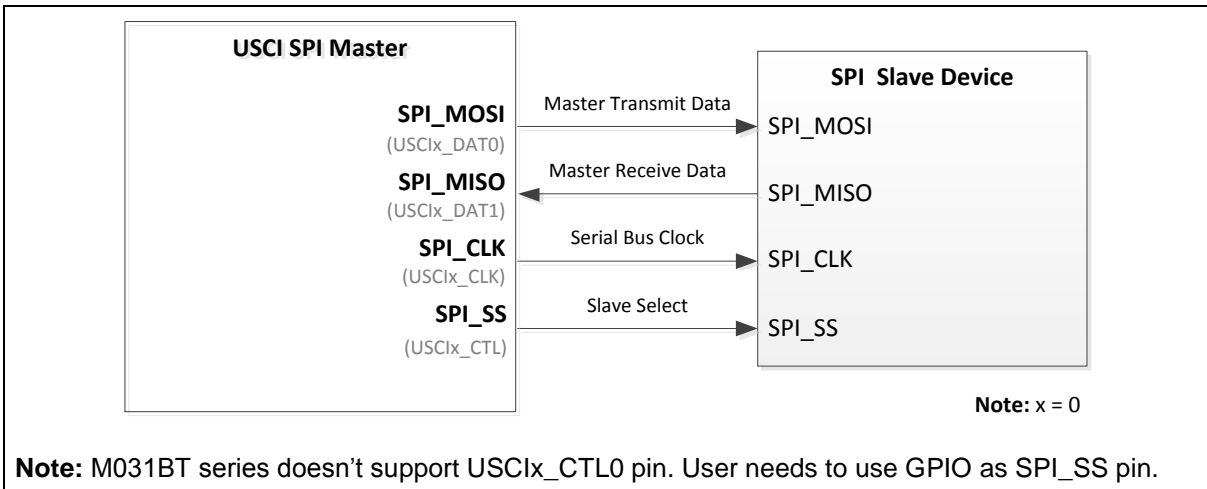 USCI SPI Master
SPI Slave Device
SPI_MOSI
(USCIx_DAT0)
Master Transmit Data
SPI_MOSI
SPI_MISO
(USCIx_DAT1)
Master Receive Data
SPI_MISO
SPI_CLK
(USCIx_CLK)
Serial Bus Clock
SPI_CLK
SPI_SS
(USCIx_CTL)
Slave Select
SPI_SS
Note: x = 0
Note: M031BT series doesn't support USCIx_CTL0 pin. User needs to use GPIO as SPI_SS pin.